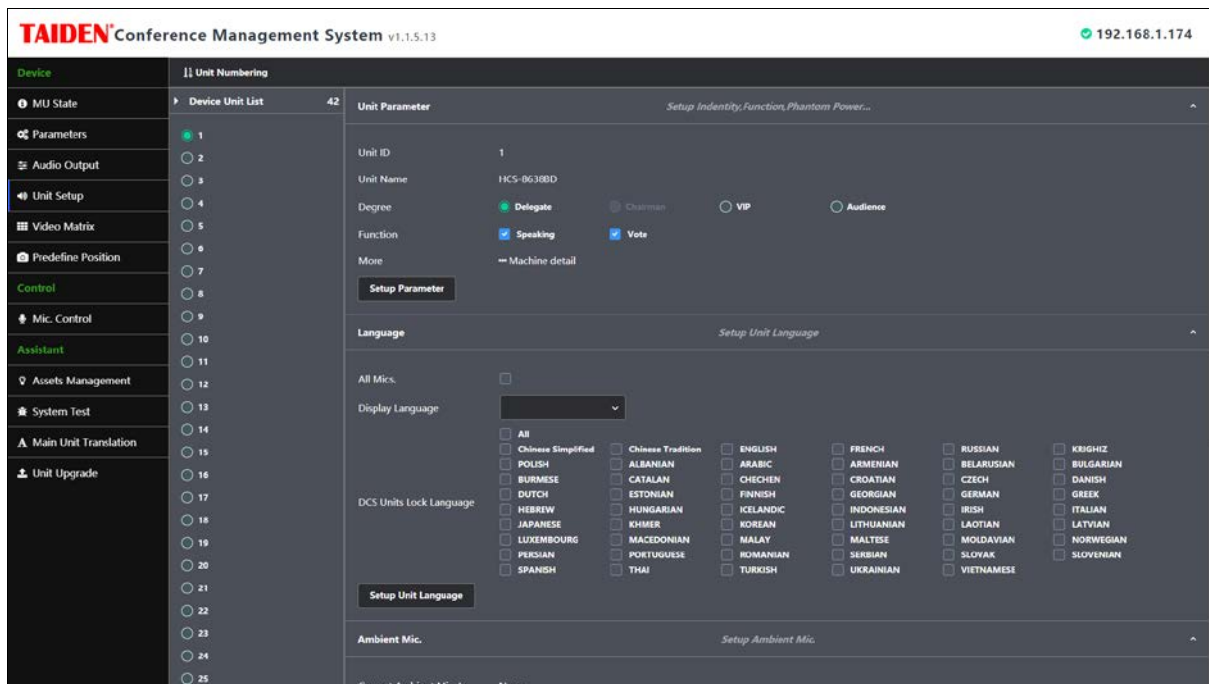 TAIDEN® Conference Management System v1.1.5.13
192.168.1.174
Device
MU State
Parameters
Audio Output
Unit Setup
Video Matrix
Predefine Position
Control
Mic. Control
Assistant
Assets Management
System Test
Main Unit Translation
Unit Upgrade
Unit Numbering
Device Unit List 42
1
2
3
4
5
6
7
8
9
10
11
12
13
14
15
16
17
18
19
20
21
22
23
24
25
Unit Parameter Setup Indentity,Function,Phantom Power...
Unit ID 1
Unit Name HCS-8638BD
Degree Delegate Chairman VIP Audience
Function Speaking Vote
More ··· Machine detail
Setup Parameter
Language Setup Unit Language
All Mics.
Display Language
DCS Units Lock Language
All
Chinese Simplified Chinese Tradition ENGLISH FRENCH RUSSIAN KRIGHIZ
POLISH ALBANIAN ARABIC ARMENIAN BELARUSIAN BULGARIAN
BURMESE CATALAN CHECHEN CROATIAN CZECH DANISH
DUTCH ESTONIAN FINNISH GEORGIAN GERMAN GREEK
HEBREW HUNGARIAN ICELANDIC INDONESIAN IRISH ITALIAN
JAPANESE KHMER KOREAN LITHUANIAN LAOTIAN LATVIAN
LUXEMBOURG MACEDONIAN MALAY MALTESE MOLDAVIAN NORWEGIAN
PERSIAN PORTUGUESE ROMANIAN SERBIAN SLOVAK SLOVENIAN
SPANISH THAI TURKISH UKRAINIAN VIETNAMESE
Setup Unit Language
Ambient Mic. Setup Ambient Mic.